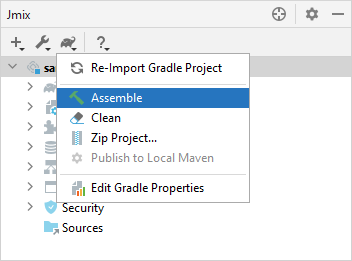 Jmix
sa
Re-Import Gradle Project
Assemble
Clean
Zip Project...
Publish to Local Maven
Edit Gradle Properties
Security
Sources